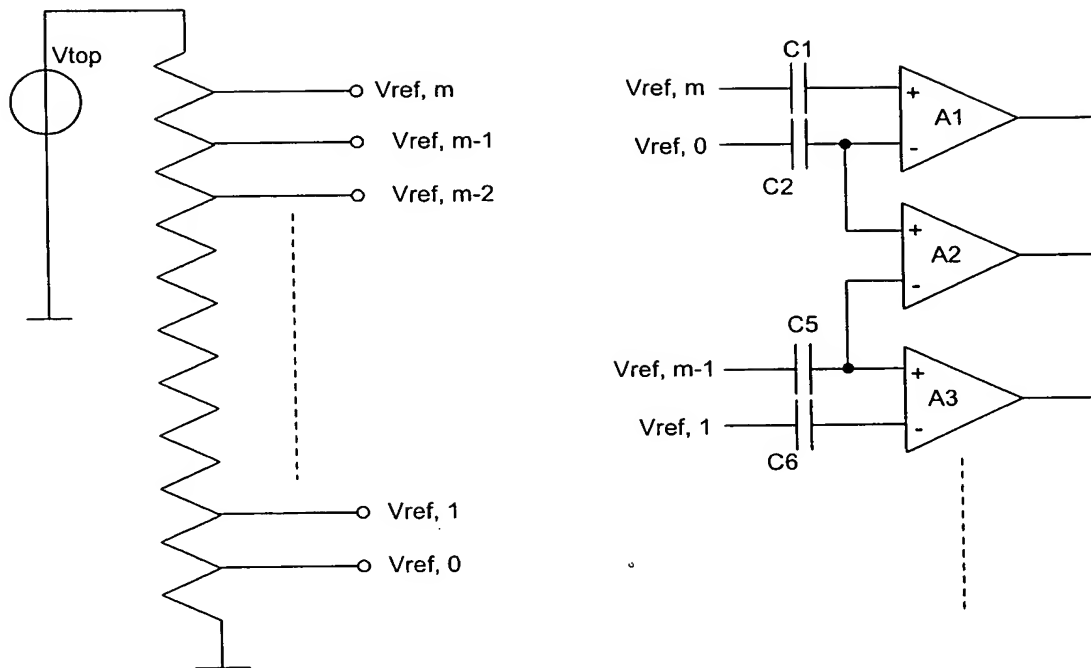 Vtop
Vref, m
Vref, m-1
Vref, m-2
Vref, 1
Vref, 0
C1
Vref, m
+
A1
Vref, 0
-
C2
+
A2
-
C5
Vref, m-1
+
A3
Vref, 1
-
C6